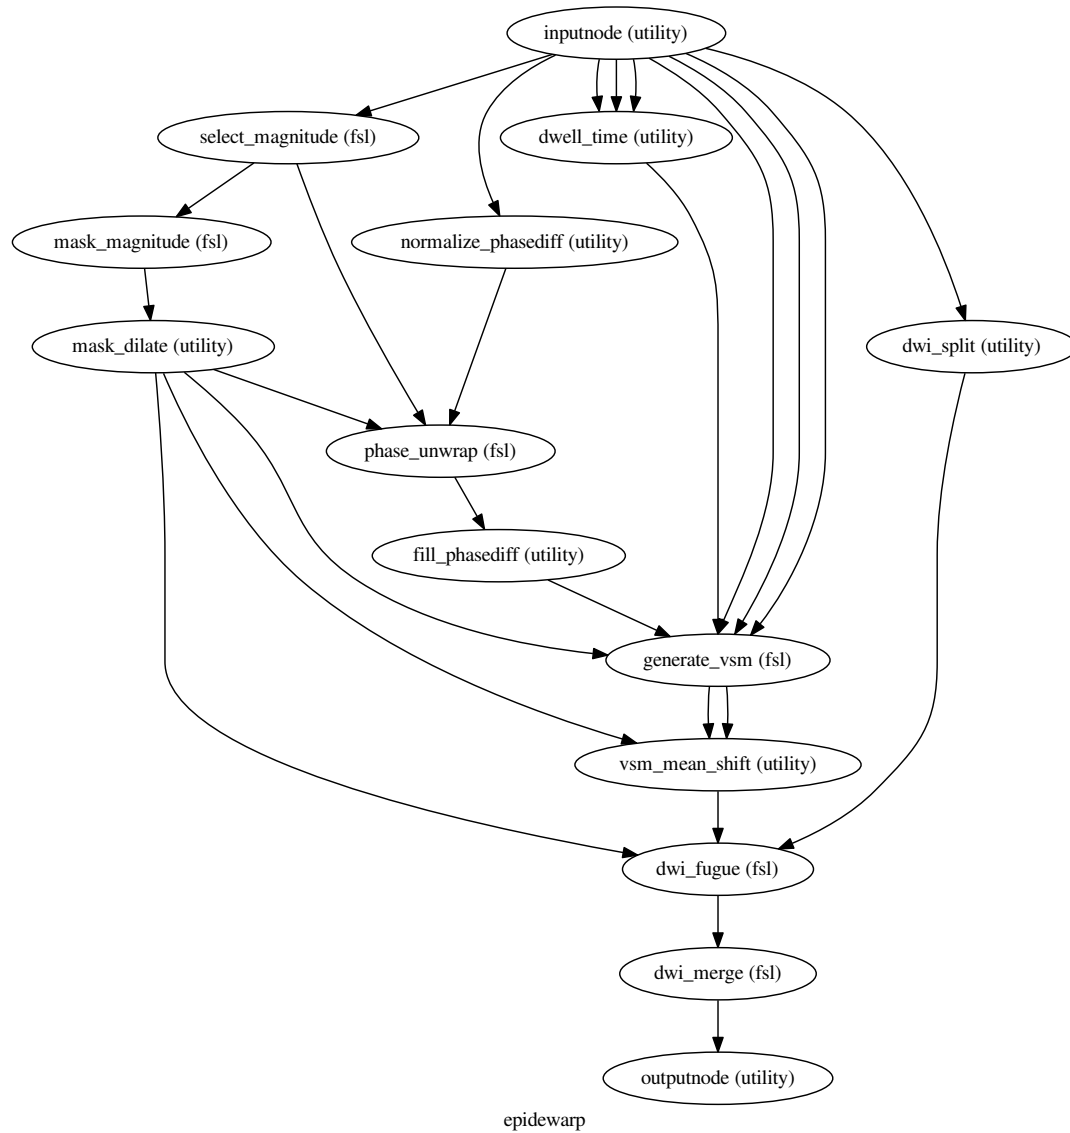 inputnode (utility)
select_magnitude (fsl)
dwell_time (utility)
mask_magnitude (fsl)
normalize_phasediff (utility)
mask_dilate (utility)
dwi_split (utility)
phase_unwrap (fsl)
fill_phasediff (utility)
generate_vsm (fsl)
vsm_mean_shift (utility)
dwi_fugue (fsl)
dwi_merge (fsl)
outputnode (utility)
epidewarp